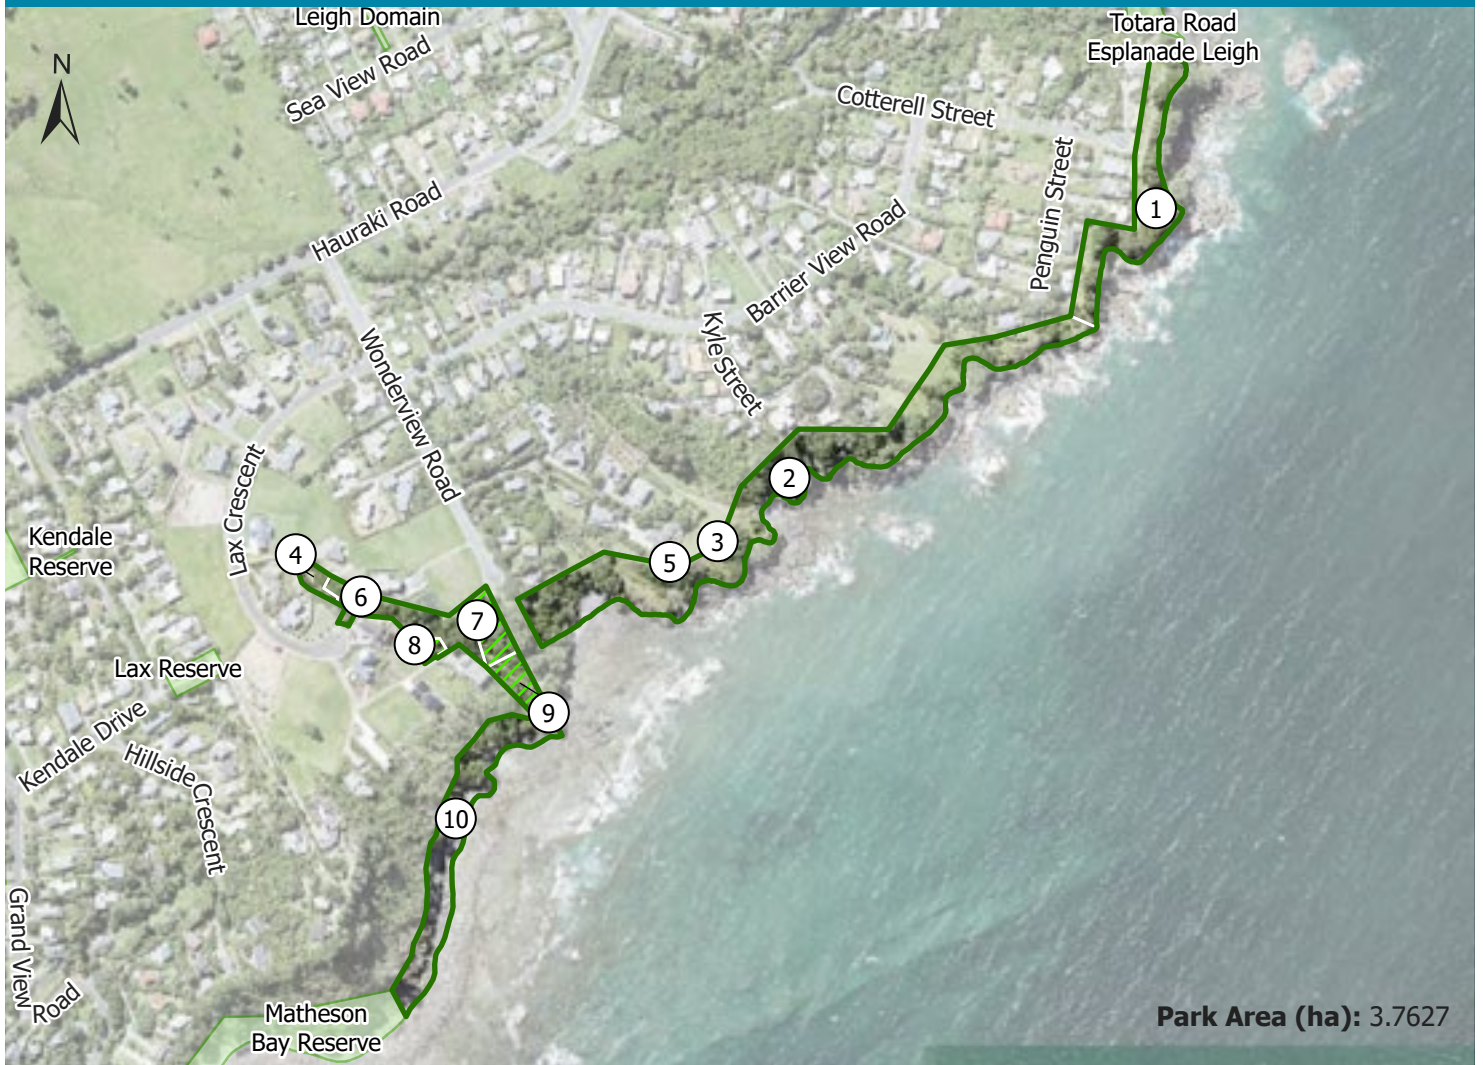 Leigh Domain
Totara Road
Esplanade Leigh
N
Sea View Road
Cotterell Street
Penguin Street
Hauraki Road
1
Barrier View Road
Kyle Street
Wonderview Road
2
Lax Crescent
Kendale
Reserve
3
4
5
6
7
8
Lax Reserve
9
Kendale Drive
Hillside Crescent
10
Grand View
Road
Matheson
Bay Reserve
Park Area (ha): 3.7627